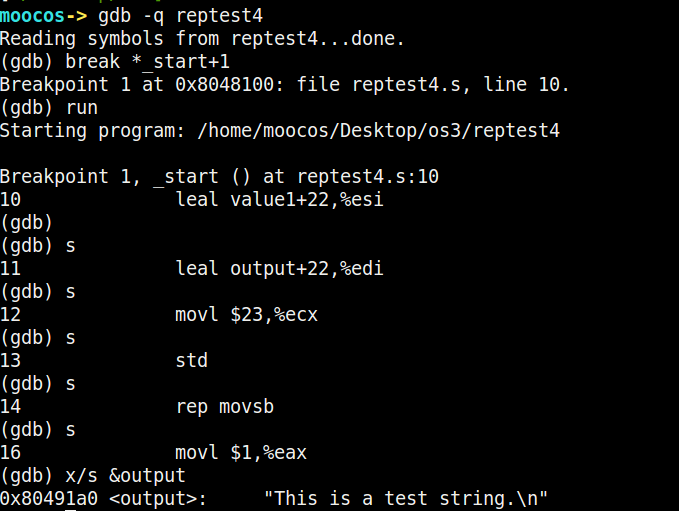 moocos-> gdb -q reptest4
Reading symbols from reptest4...done.
(gdb) break *_start+1
Breakpoint 1 at 0x8048100: file reptest4.s, line 10.
(gdb) run
Starting program: /home/moocos/Desktop/os3/reptest4
Breakpoint 1, _start () at reptest4.s:10
10 leal value1+22,%esi
(gdb)
(gdb) s
11 leal output+22,%edi
(gdb) s
12 movl $23,%ecx
(gdb) s
13 std
(gdb) s
14 rep movsb
(gdb) s
16 movl $1,%eax
(gdb) x/s &output
0x80491a0 <output>: "This is a test string.\n"